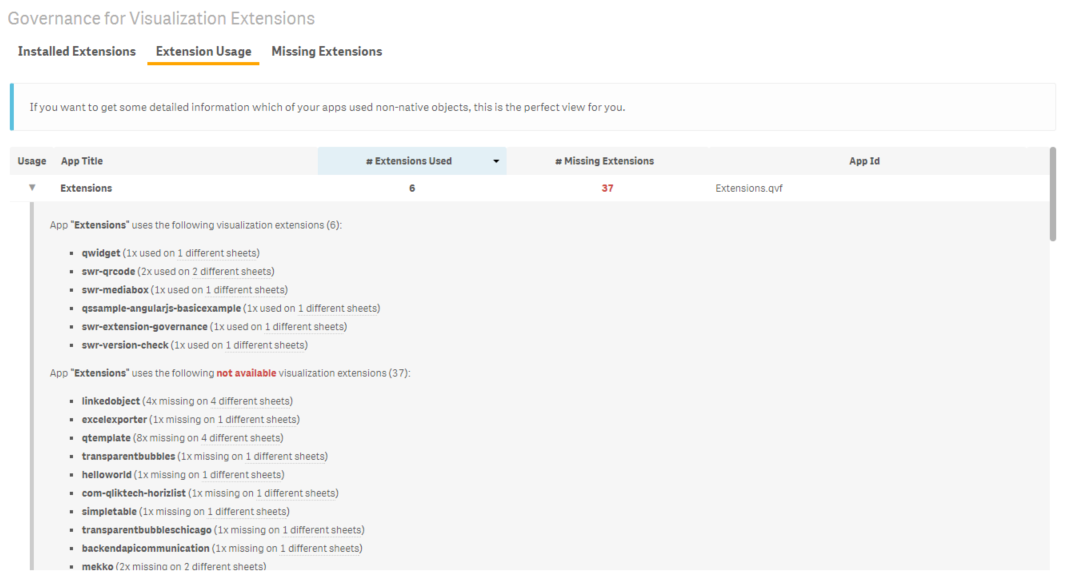 Governance for Visualization Extensions
Installed Extensions Extension Usage Missing Extensions
If you want to get some detailed information which of your apps used non-native objects, this is the perfect view for you.
Usage App Title # Extensions Used # Missing Extensions App Id
Extensions 6 37 Extensions.qvf
App "Extensions" uses the following visualization extensions (6):
qwidget (1x used on 1 different sheets)
swr-qrcode (2x used on 2 different sheets)
swr-mediabox (1x used on 1 different sheets)
qssample-angularjs-basicexample (1x used on 1 different sheets)
swr-extension-governance (1x used on 1 different sheets)
swr-version-check (1x used on 1 different sheets)
App "Extensions" uses the following not available visualization extensions (37):
linkedobject (4x missing on 4 different sheets)
excelexporter (1x missing on 1 different sheets)
qtemplate (8x missing on 4 different sheets)
transparentbubbles (1x missing on 1 different sheets)
helloworld (1x missing on 1 different sheets)
com-qliktech-horizlist (1x missing on 1 different sheets)
simpletable (1x missing on 1 different sheets)
transparentbubbleschicago (1x missing on 1 different sheets)
backendapicommunication (1x missing on 1 different sheets)
mekko (2x missing on 2 different sheets)